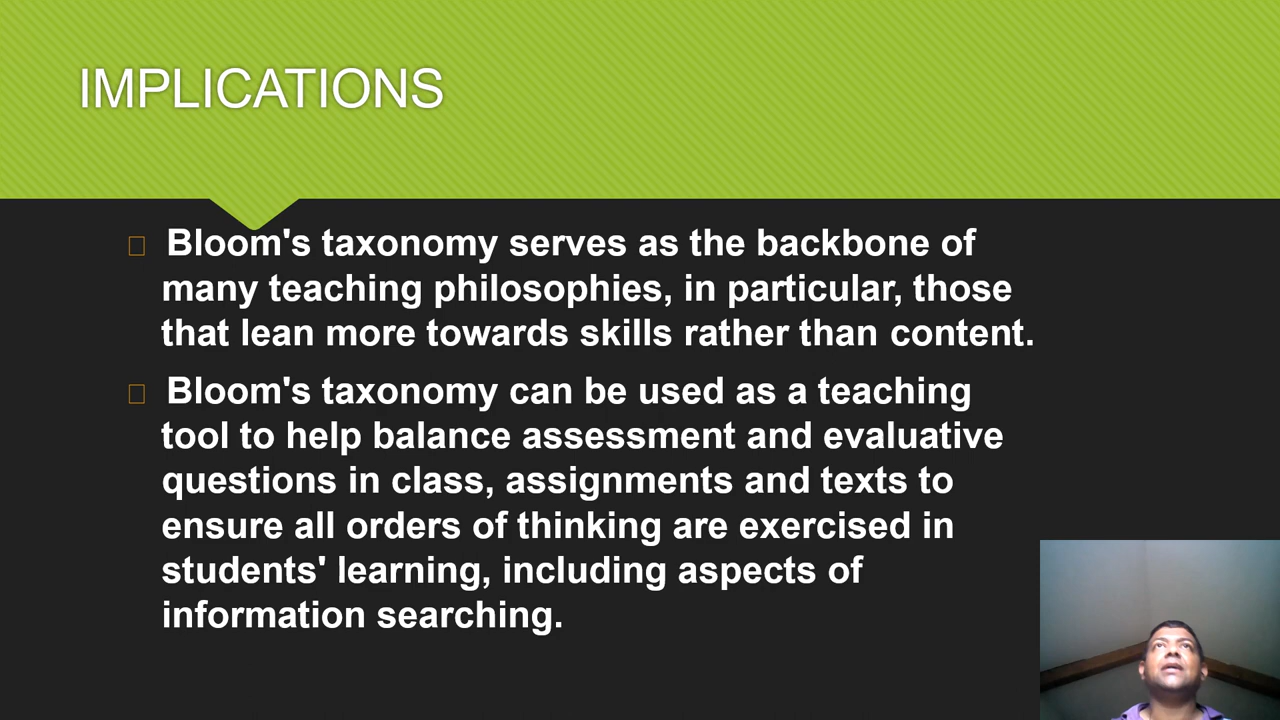 IMPLICATIONS
Bloom's taxonomy serves as the backbone of
many teaching philosophies, in particular, those
that lean more towards skills rather than content.
Bloom's taxonomy can be used as a teaching
tool to help balance assessment and evaluative
questions in class, assignments and texts to
ensure all orders of thinking are exercised in
students' learning, including aspects of
information searching.